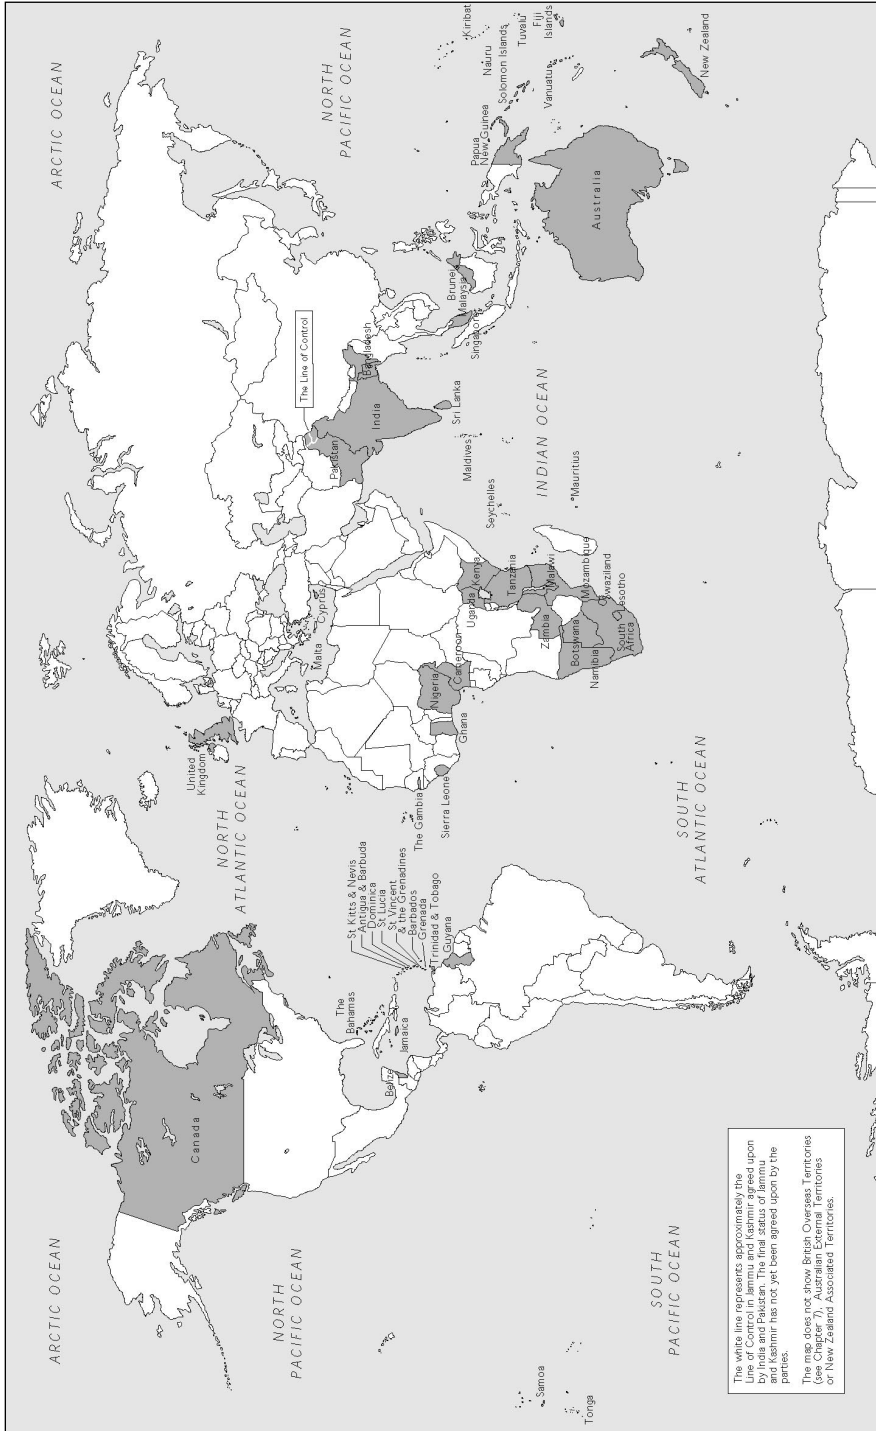 ARCTIC OCEAN
ARCTIC OCEAN
Canada
United
Kingdom
NORTH
PACIFIC OCEAN
NORTH
ATLANTIC OCEAN
NORTH
PACIFIC OCEAN
Malta
Cyprus
The Line of Control
Pakistan
India
Bangladesh
The
Bahamas
Jamaica
Belize
St Kitts & Nevis
Antigua & Barbuda
Dominica
St Lucia
St Vincent
& the Grenadines
Barbados
Grenada
Trinidad & Tobago
Guyana
The Gambia
Sierra Leone
Ghana
Nigeria
Cameroon
Uganda
Kenya
Tanzania
Malawi
Zambia
Mozambique
Botswana
Namibia
Swaziland
Lesotho
South
Africa
Maldives
Sri Lanka
Seychelles
Mauritius
INDIAN OCEAN
Brunei
Malaysia
Singapore
Papua
New Guinea
Kiribati
Nauru
Solomon Islands
Tuvalu
Vanuatu
Fiji
Islands
Australia
New Zealand
Samoa
Tonga
SOUTH
PACIFIC OCEAN
SOUTH
ATLANTIC OCEAN
The white line represents approximately the
Line of Control in Jammu and Kashmir agreed upon
by India and Pakistan. The final status of Jammu
and Kashmir has not yet been agreed upon by the
parties.
The map does not show British Overseas Territories
(see Chapter 7), Australian External Territories
or New Zealand Associated Territories.